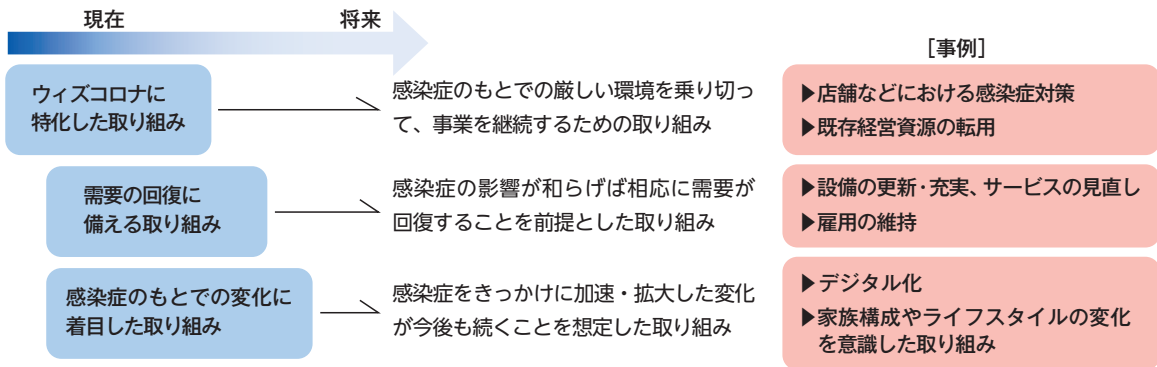 現在
将来
[事例]
ウィズコロナに
特化した取り組み
感染症のもとでの厳しい環境を乗り切っ
て、事業を継続するための取り組み
▶店舗などにおける感染症対策
▶既存経営資源の転用
需要の回復に
備える取り組み
感染症の影響が和らげば相応に需要が
回復することを前提とした取り組み
▶設備の更新・充実、サービスの見直し
▶雇用の維持
感染症のもとでの変化に
着目した取り組み
感染症をきっかけに加速・拡大した変化
が今後も続くことを想定した取り組み
▶デジタル化
▶家族構成やライフスタイルの変化
を意識した取り組み